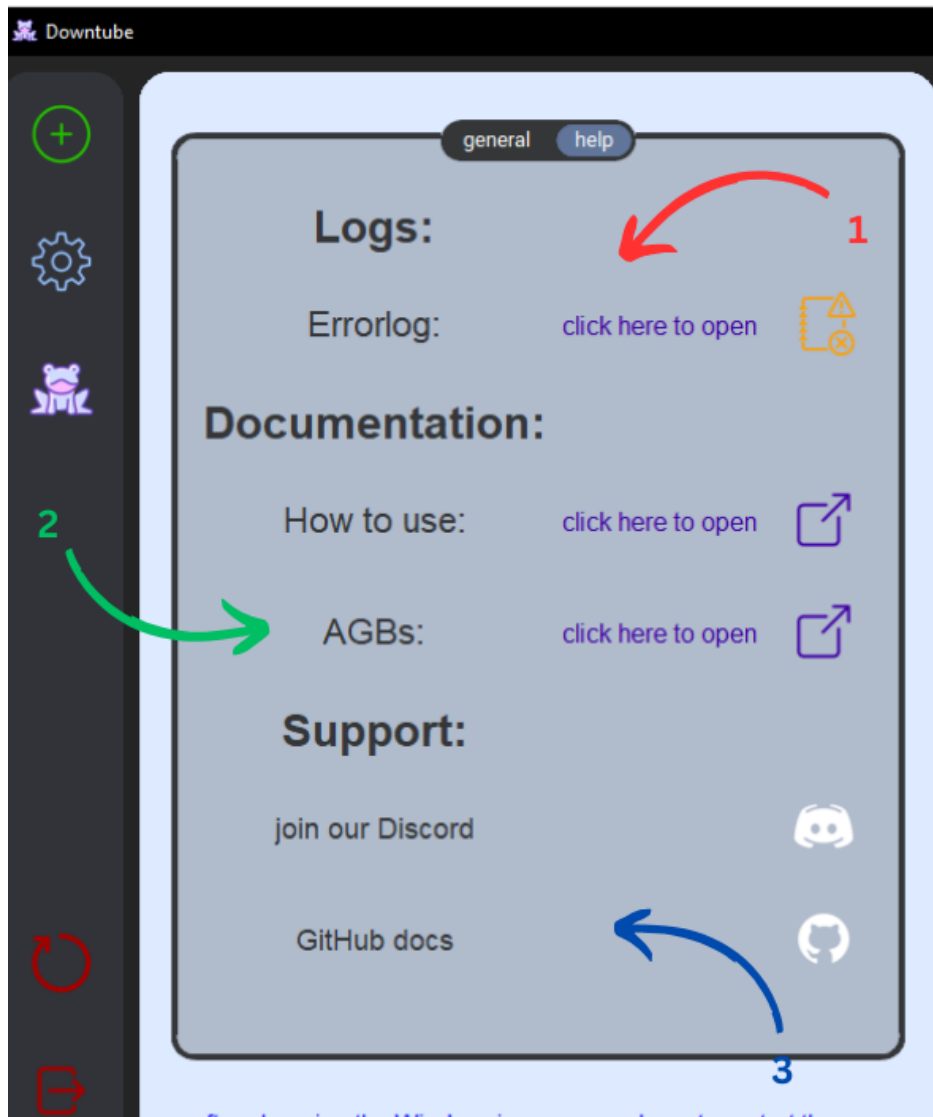 Downtube
general help
1
Logs:
Errorlog: click here to open
Documentation:
2
How to use: click here to open
AGBs: click here to open
Support:
join our Discord
GitHub docs
3